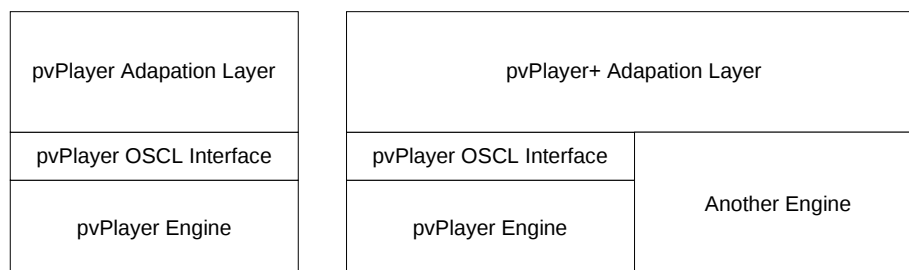 pvPlayer Adapation Layer
pvPlayer OSCL Interface
pvPlayer Engine
pvPlayer+ Adapation Layer
pvPlayer OSCL Interface
pvPlayer Engine
Another Engine